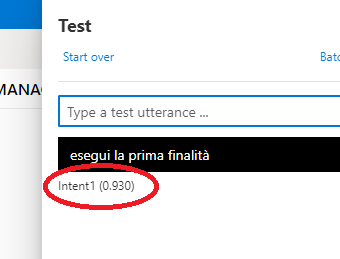 Test
Start over
Batc
MANAG
Type a test utterance ...
esegui la prima finalità
Intent1 (0.930)